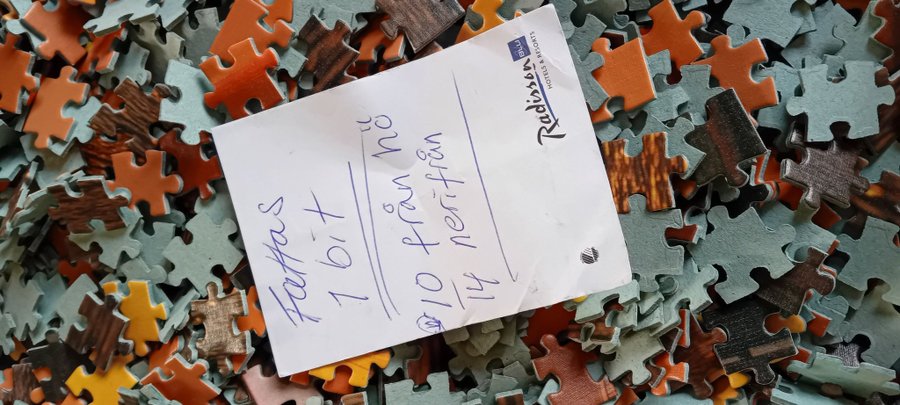 Fattas
1 bit
10 från hö
14 nerifrån
Radisson BLU
HOTELS & RESORTS